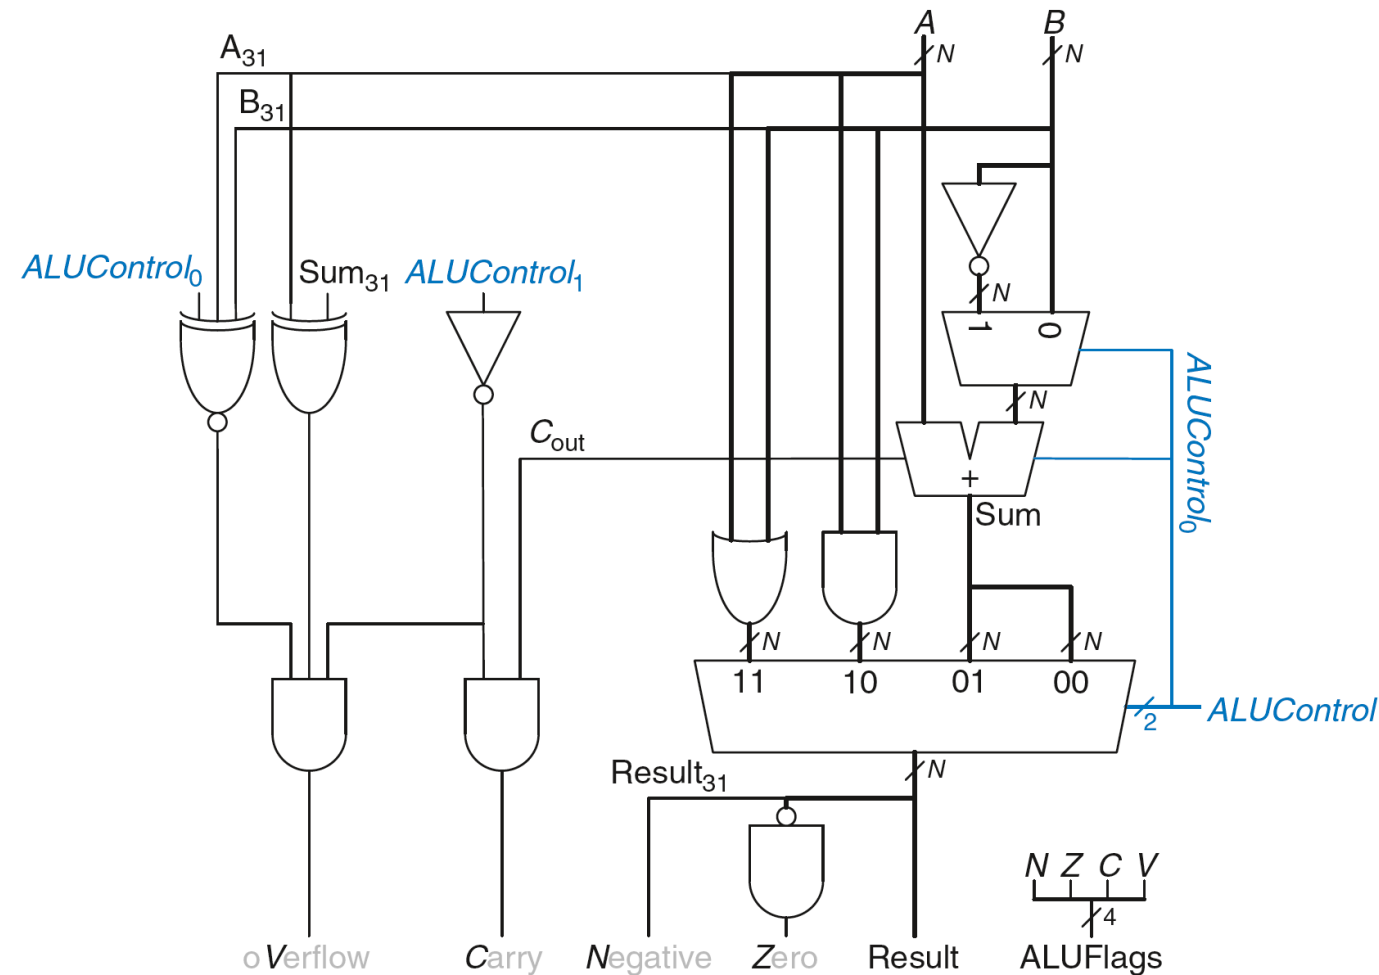 A B
A31 N N
B31
ALUControl0 Sum31 ALUControl1
N
1 0
ALUControl0
N
Cout
+
Sum
N N N N
11 10 01 00
2 ALUControl
Result31 N
N Z C V
4
oVerflow Carry Negative Zero Result ALUFlags